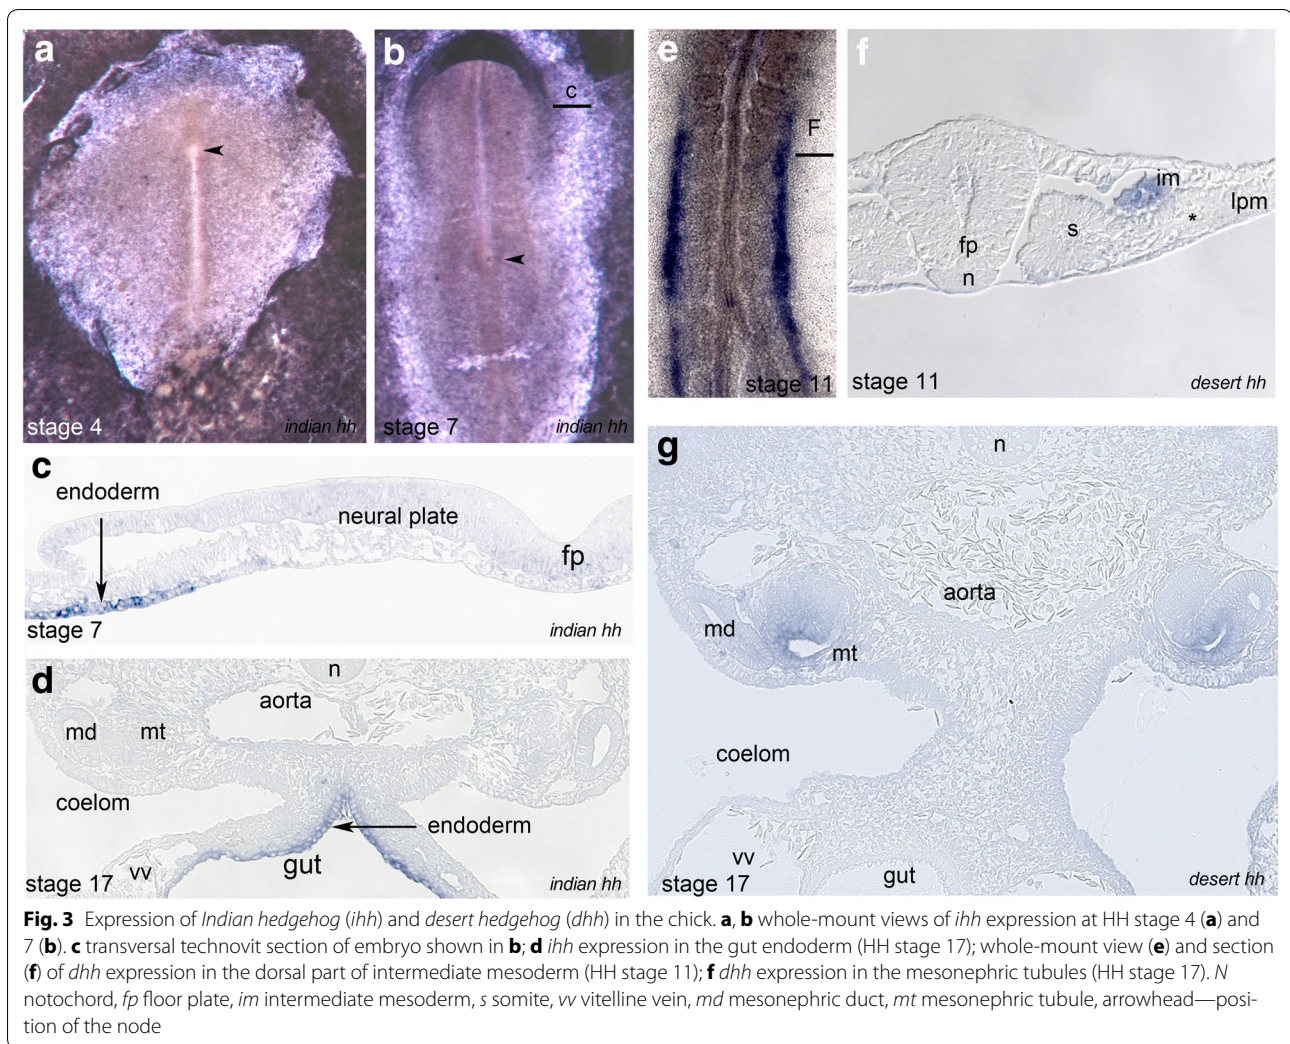 a
stage 4
indian hh
b
c
stage 7
indian hh
e
F
stage 11
f
im
lpm
*
s
fp
n
stage 11
desert hh
c
endoderm
neural plate
fp
stage 7
indian hh
d
n
aorta
md
mt
coelom
endoderm
vv
gut
stage 17
indian hh
g
n
aorta
md
mt
coelom
vv
gut
stage 17
desert hh
Fig. 3 Expression of Indian hedgehog (ihh) and desert hedgehog (dhh) in the chick. a, b whole-mount views of ihh expression at HH stage 4 (a) and
7 (b). c transversal technovit section of embryo shown in b; d ihh expression in the gut endoderm (HH stage 17); whole-mount view (e) and section
(f) of dhh expression in the dorsal part of intermediate mesoderm (HH stage 11); f dhh expression in the mesonephric tubules (HH stage 17). N
notochord, fp floor plate, im intermediate mesoderm, s somite, vv vitelline vein, md mesonephric duct, mt mesonephric tubule, arrowhead—posi-
tion of the node